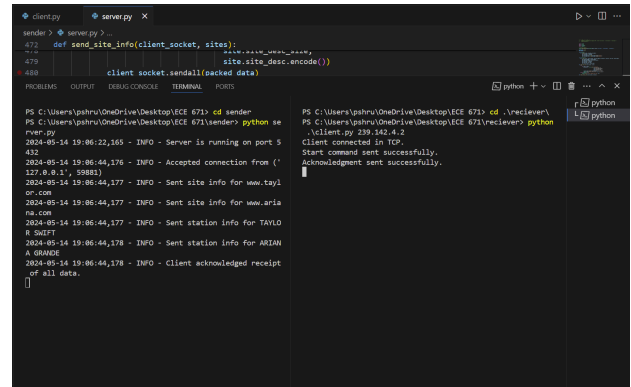 client.py server.py
sender > server.py > ...
472 def send_site_info(client_socket, sites):
site.site_desc_size,
479 site.site_desc.encode())
480 client_socket.sendall(packed_data)
PROBLEMS OUTPUT DEBUG CONSOLE TERMINAL PORTS
python
PS C:\Users\pshru\OneDrive\Desktop\ECE 671> cd sender
PS C:\Users\pshru\OneDrive\Desktop\ECE 671\sender> python se
rver.py
2024-05-14 19:06:22,165 - INFO - Server is running on port 5
432
2024-05-14 19:06:44,176 - INFO - Accepted connection from ('
127.0.0.1', 59881)
2024-05-14 19:06:44,177 - INFO - Sent site info for www.tayl
or.com
2024-05-14 19:06:44,177 - INFO - Sent site info for www.aria
na.com
2024-05-14 19:06:44,177 - INFO - Sent station info for TAYLO
R SWIFT
2024-05-14 19:06:44,178 - INFO - Sent station info for ARIAN
A GRANDE
2024-05-14 19:06:44,178 - INFO - Client acknowledged receipt
of all data.
PS C:\Users\pshru\OneDrive\Desktop\ECE 671> cd .\reciever\
PS C:\Users\pshru\OneDrive\Desktop\ECE 671\reciever> python
.\client.py 239.142.4.2
Client connected in TCP.
Start command sent successfully.
Acknowledgment sent successfully.
python
python